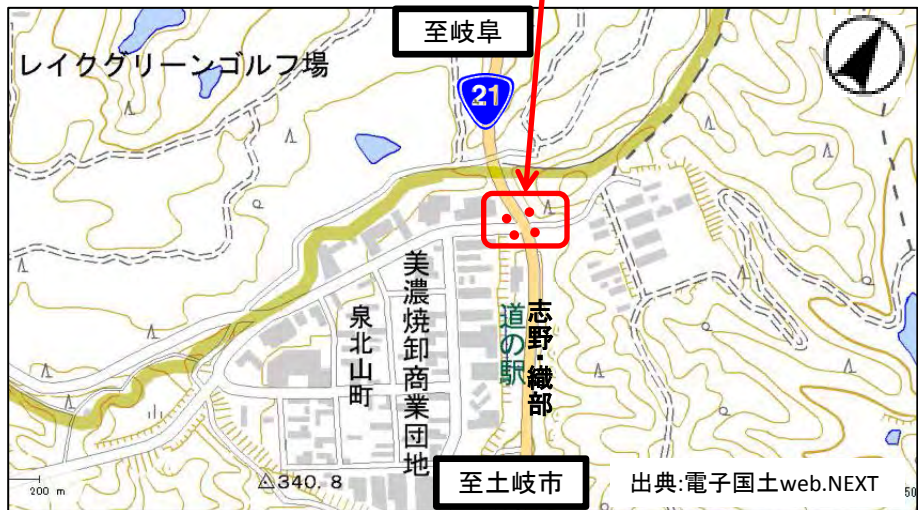 至岐阜
レイクグリーンゴルフ場
21
美濃焼卸商業団地
泉北山町
道の駅
志野・織部
200 m
340.8
至土岐市
出典:電子国土web.NEXT
50